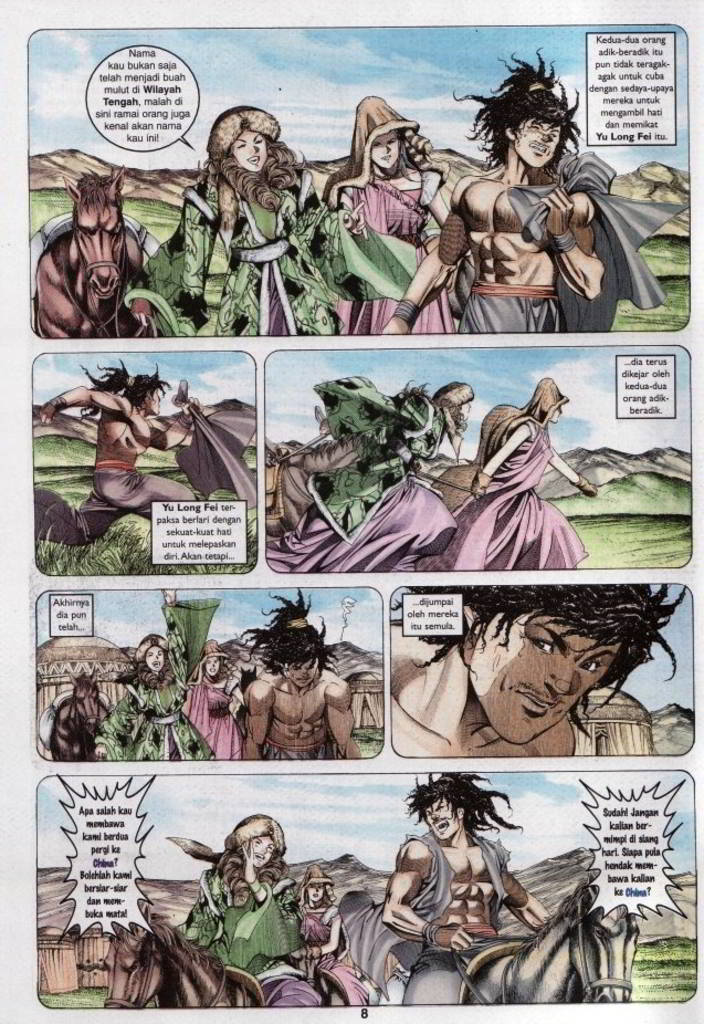 Nama
kau bukan saja
telah menjadi buah
mulut di Wilayah
Tengah, malah di
sini ramai orang juga
kenal akan nama
kau ini!
Kedua-dua orang
adik-beradik itu
pun tidak teragak-
agak untuk cuba
dengan sedaya-upaya
mereka untuk
mengambil hati
dan memikat
Yu Long Fei itu.
Yu Long Fei ter-
paksa berlari dengan
sekuat-kuat hati
untuk melepaskan
diri. Akan tetapi...
...dia terus
dikejar oleh
kedua-dua
orang adik-
beradik.
Akhirnya
dia pun
telah...
...dijumpai
oleh mereka
itu semula.
Apa salah kau
membawa
kami berdua
pergi ke
China?
Bolehlah kami
bersiar-siar
dan mem-
buka mata!
Sudah! Jangan
kalian ber-
mimpi di siang
hari. Siapa pula
hendak mem-
bawa kalian
ke China?
8